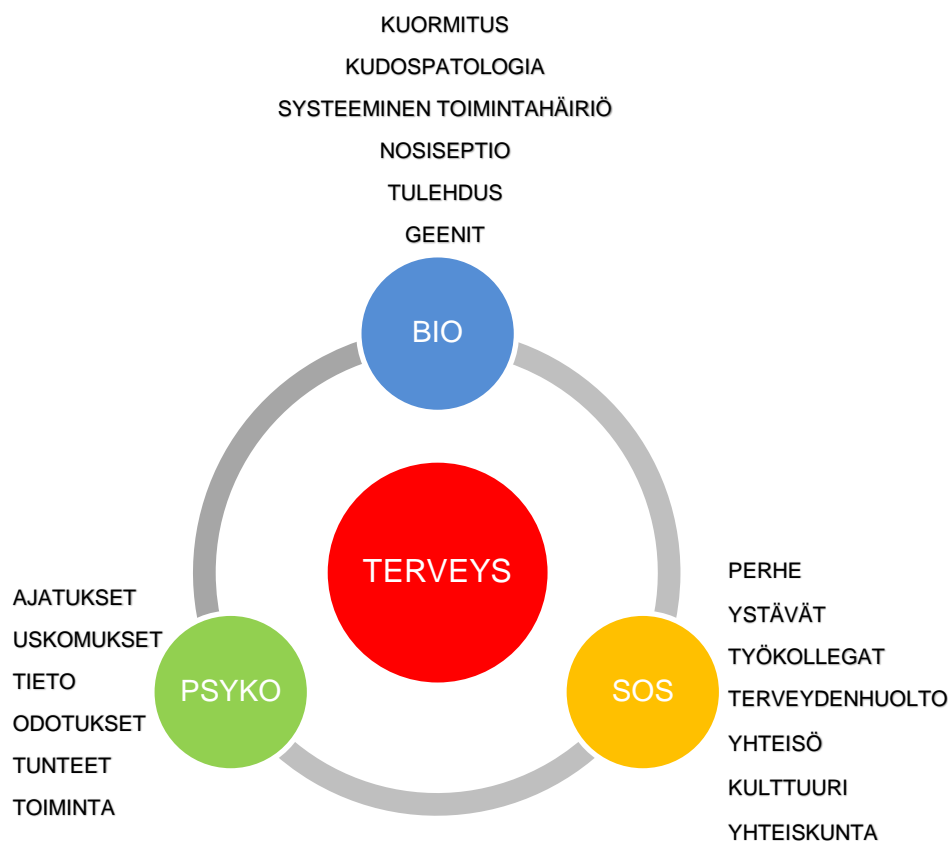 KUORMITUS
KUDOSPATOLOGIA
SYSTEEMINEN TOIMINTAHÄIRIÖ
NOSISEPTIO
TULEHDUS
GEENIT
BIO
TERVEYS
AJATUKSET
USKOMUKSET
TIETO
ODOTUKSET
TUNTEET
TOIMINTA
PSYKO
SOS
PERHE
YSTÄVÄT
TYÖKOLLEGAT
TERVEYDENHUOLTO
YHTEISÖ
KULTTUURI
YHTEISKUNTA